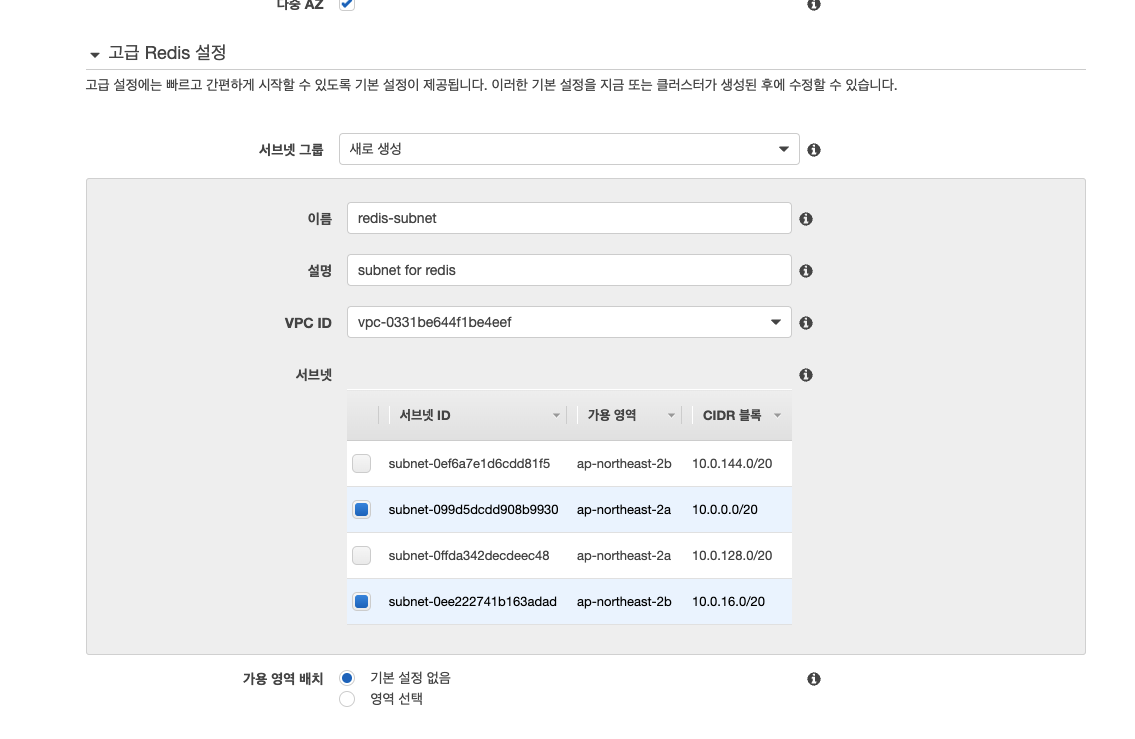 다중 AZ
고급 Redis 설정
고급 설정에는 빠르고 간편하게 시작할 수 있도록 기본 설정이 제공됩니다. 이러한 기본 설정을 지금 또는 클러스터가 생성된 후에 수정할 수 있습니다.
서브넷 그룹 새로 생성
이름 redis-subnet
설명 subnet for redis
VPC ID vpc-0331be644f1be4eef
서브넷
서브넷 ID 가용 영역 CIDR 블록
subnet-0ef6a7e1d6cdd81f5 ap-northeast-2b 10.0.144.0/20
subnet-099d5dcdd908b9930 ap-northeast-2a 10.0.0.0/20
subnet-0ffda342decdeec48 ap-northeast-2a 10.0.128.0/20
subnet-0ee222741b163adad ap-northeast-2b 10.0.16.0/20
가용 영역 배치 기본 설정 없음
영역 선택